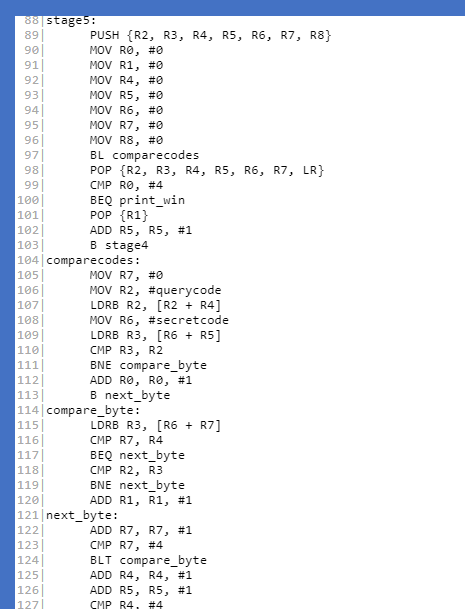 88|stage5:
89|      PUSH {R2, R3, R4, R5, R6, R7, R8}
90|      MOV R0, #0
91|      MOV R1, #0
92|      MOV R4, #0
93|      MOV R5, #0
94|      MOV R6, #0
95|      MOV R7, #0
96|      MOV R8, #0
97|      BL comparecodes
98|      POP {R2, R3, R4, R5, R6, R7, LR}
99|      CMP R0, #4
100|      BEQ print_win
101|      POP {R1}
102|      ADD R5, R5, #1
103|      B stage4
104|comparecodes:
105|      MOV R7, #0
106|      MOV R2, #querycode
107|      LDRB R2, [R2 + R4]
108|      MOV R6, #secretcode
109|      LDRB R3, [R6 + R5]
110|      CMP R3, R2
111|      BNE compare_byte
112|      ADD R0, R0, #1
113|      B next_byte
114|compare_byte:
115|      LDRB R3, [R6 + R7]
116|      CMP R7, R4
117|      BEQ next_byte
118|      CMP R2, R3
119|      BNE next_byte
120|      ADD R1, R1, #1
121|next_byte:
122|      ADD R7, R7, #1
123|      CMP R7, #4
124|      BLT compare_byte
125|      ADD R4, R4, #1
126|      ADD R5, R5, #1
127|      CMP R4, #4